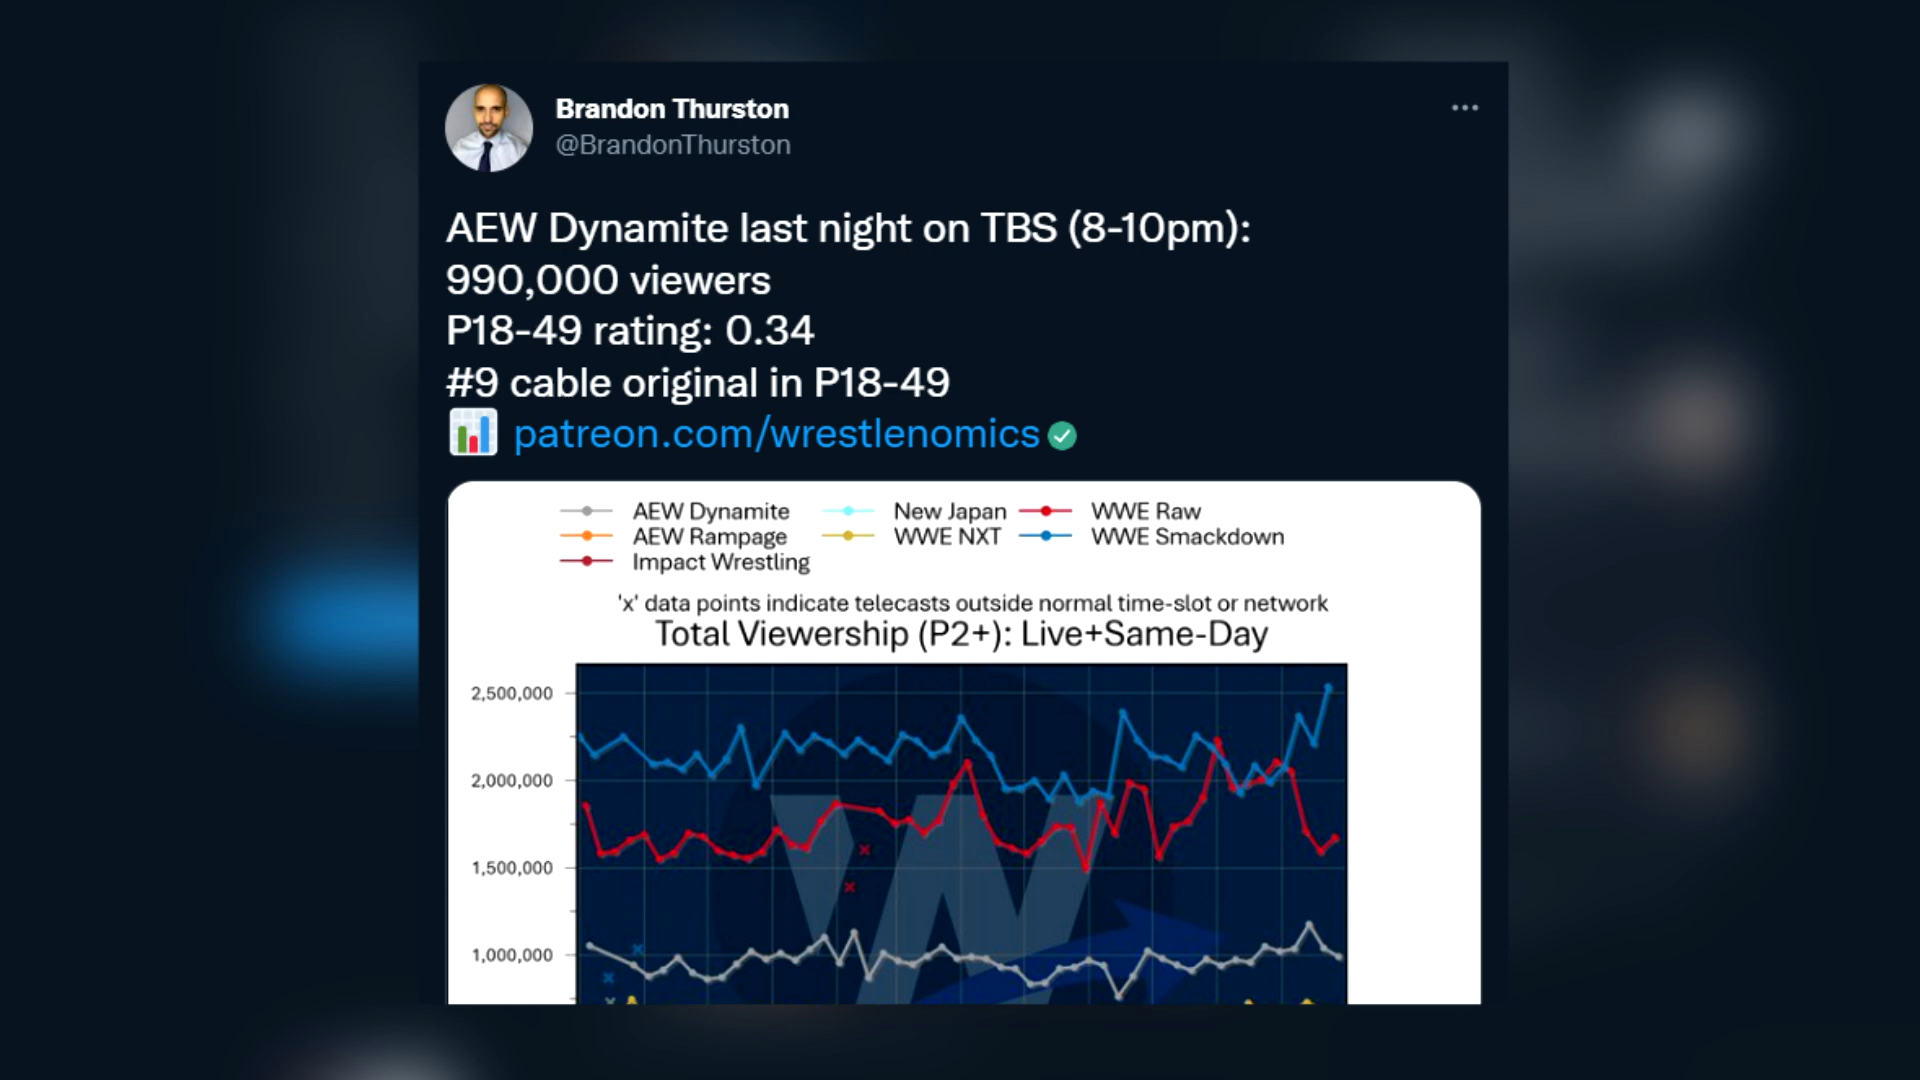 Brandon Thurston
@BrandonThurston
AEW Dynamite last night on TBS (8-10pm):
990,000 viewers
P18-49 rating: 0.34
#9 cable original in P18-49
patreon.com/wrestlenomics
AEW Dynamite New Japan WWE Raw
AEW Rampage WWE NXT WWE Smackdown
Impact Wrestling
'x' data points indicate telecasts outside normal time-slot or network
Total Viewership (P2+): Live+Same-Day
2,500,000
2,000,000
1,500,000
1,000,000
W